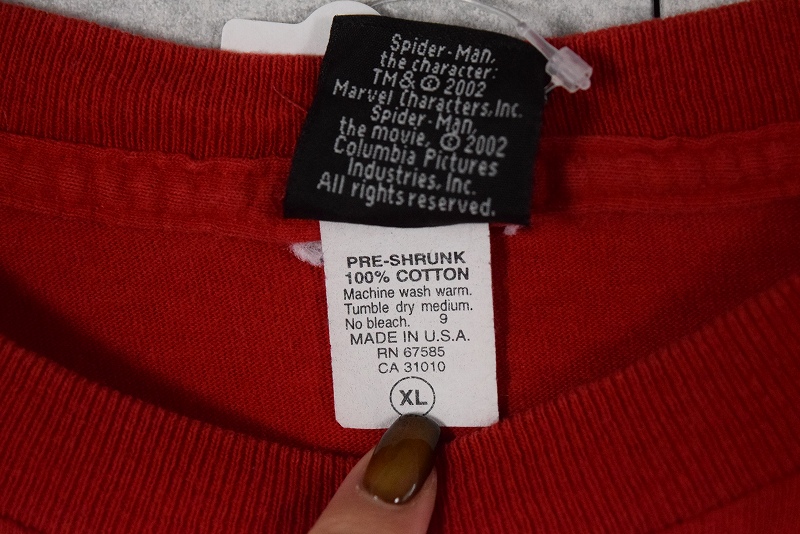 Spider-Man,
the character:
TM & © 2002
Marvel Characters, Inc.
Spider-Man,
the movie, © 2002
Columbia Pictures
Industries, Inc.
All rights reserved.
PRE-SHRUNK
100% COTTON
Machine wash warm.
Tumble dry medium.
No bleach. 9
MADE IN U.S.A.
RN 67585
CA 31010
XL